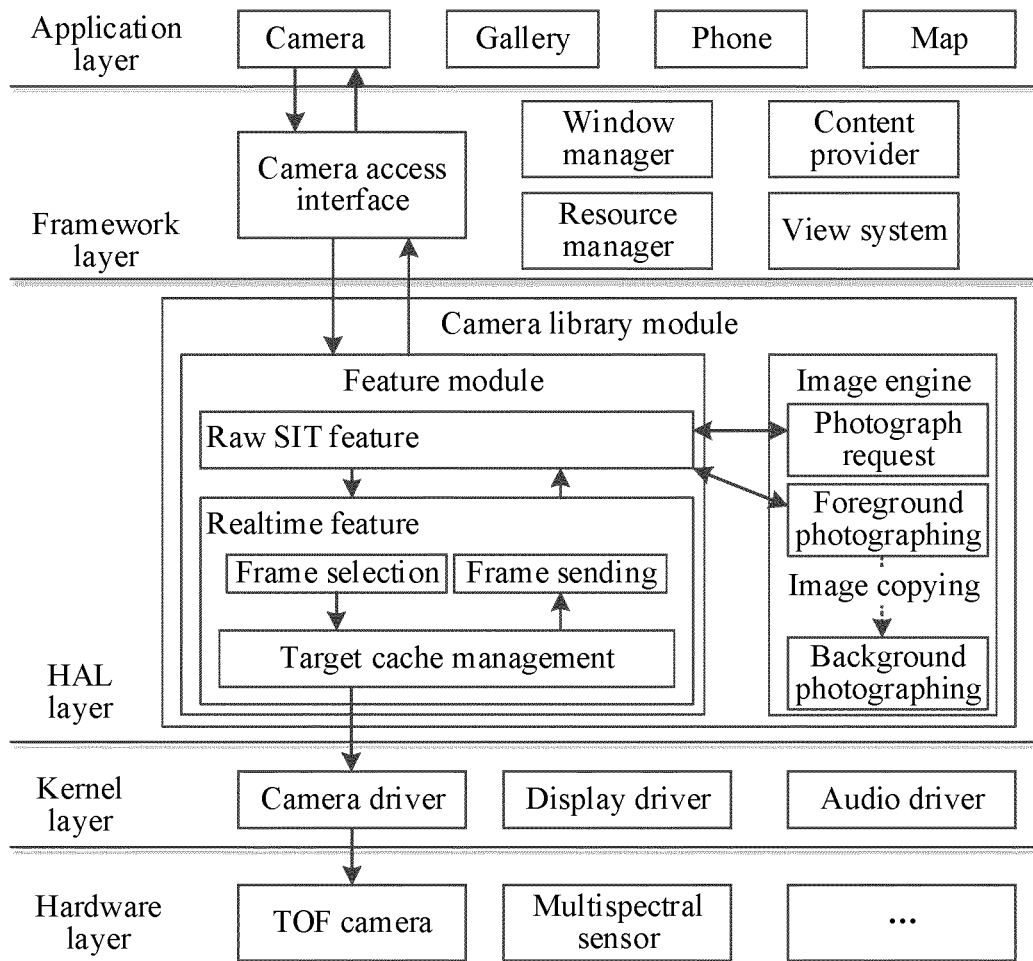 Application
layer
Camera
Gallery
Phone
Map
Framework
layer
Camera access
interface
Window
manager
Content
provider
Resource
manager
View system
HAL
layer
Camera library module
Feature module
Raw SIT feature
Realtime feature
Frame selection
Frame sending
Target cache management
Image engine
Photograph
request
Foreground
photographing
Image copying
Background
photographing
Kernel
layer
Camera driver
Display driver
Audio driver
Hardware
layer
TOF camera
Multispectral
sensor
...